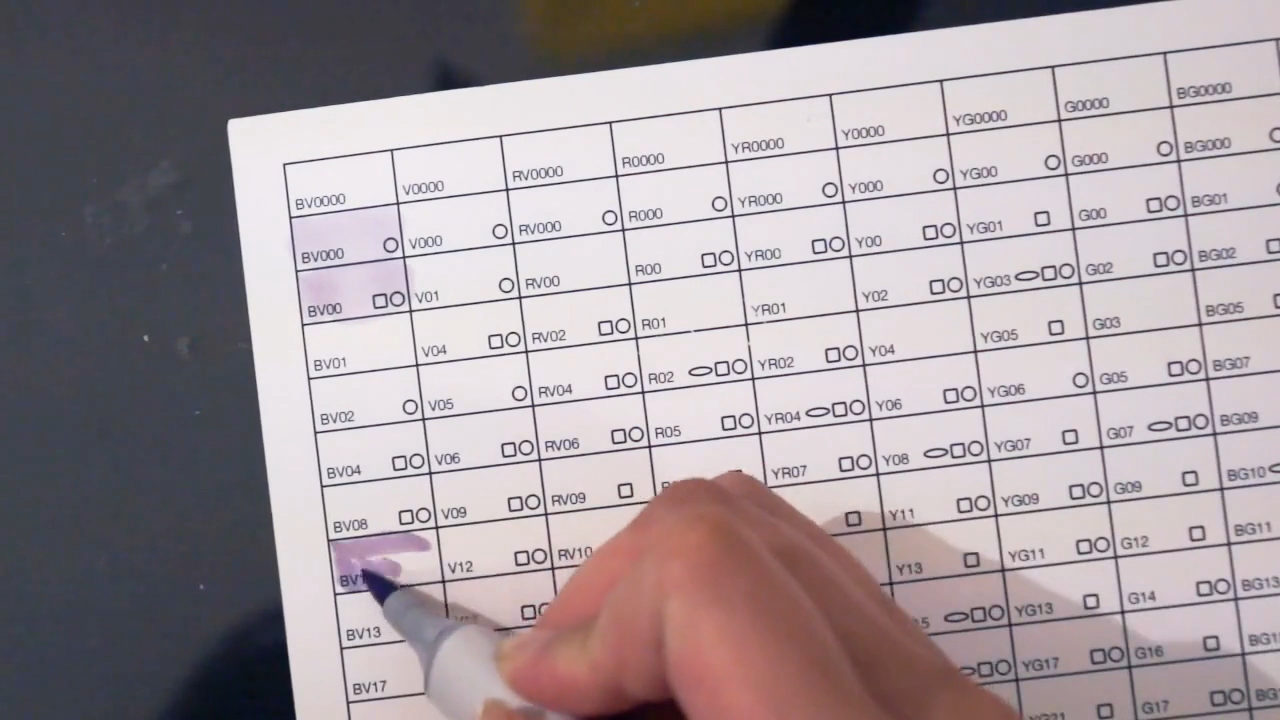 BV0000 V0000 RV0000 R0000 YR0000 Y0000 YG0000 G0000 BG0000
BV000 V000 RV000 R000 YR000 Y000 YG00 G000 BG000
BV00 V01 RV00 R00 YR00 Y00 YG01 G00 BG01
BV01 V04 RV02 R01 YR01 Y02 YG03 G02 BG02
BV02 V05 RV04 R02 YR02 Y04 YG05 G03 BG05
BV04 V06 RV06 R05 YR04 Y06 YG06 G05 BG07
BV08 V09 RV09 YR07 Y08 YG07 G07 BG09
V12 RV10 Y11 YG09 G09 BG10
BV13 Y13 YG11 G12 BG11
BV17 YG13 G14 BG13
YG17 G16
G17